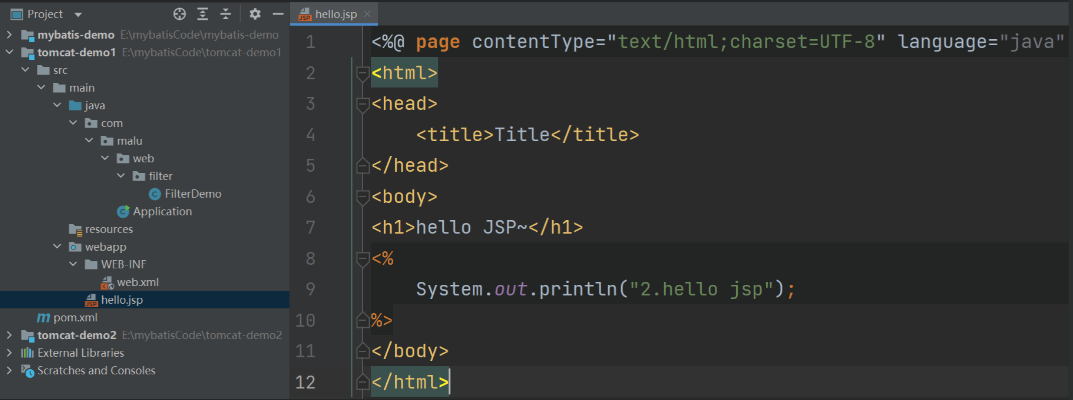 Project
mybatis-demo E:\mybatisCode\mybatis-demo
tomcat-demo1 E:\mybatisCode\tomcat-demo1
src
main
java
com
malu
web
filter
FilterDemo
Application
resources
webapp
WEB-INF
web.xml
hello.jsp
pom.xml
tomcat-demo2 E:\mybatisCode\tomcat-demo2
External Libraries
Scratches and Consoles
hello.jsp
1 <%@ page contentType="text/html;charset=UTF-8" language="java"
2 <html>
3 <head>
4 <title>Title</title>
5 </head>
6 <body>
7 <h1>hello JSP~</h1>
8 <%
9 System.out.println("2.hello jsp");
10 %>
11 </body>
12 </html>